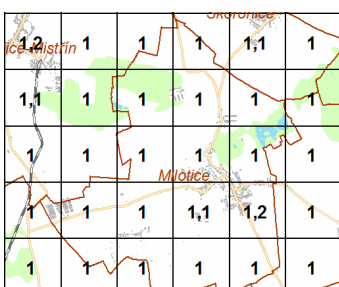 Skoronice
1,2 1 1 1 1,1 1
ice Mistřín
1,1 1 1 1 1 1
1 1 1 1 1 1
Milotice
1 1 1 1,1 1,2 1
1 1 1 1 1 1